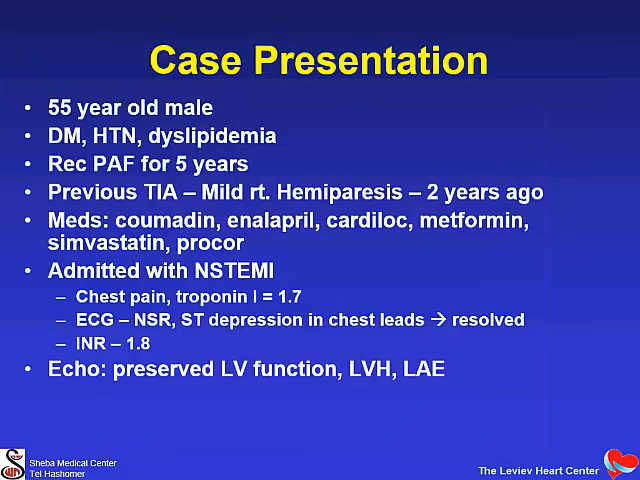 Case Presentation
• 55 year old male
• DM, HTN, dyslipidemia
• Rec PAF for 5 years
• Previous TIA – Mild rt. Hemiparesis – 2 years ago
• Meds: coumadin, enalapril, cardiloc, metformin,
simvastatin, procor
• Admitted with NSTEMI
– Chest pain, troponin I = 1.7
– ECG – NSR, ST depression in chest leads → resolved
– INR – 1.8
• Echo: preserved LV function, LVH, LAE
Sheba Medical Center
Tel Hashomer
The Leviev Heart Center